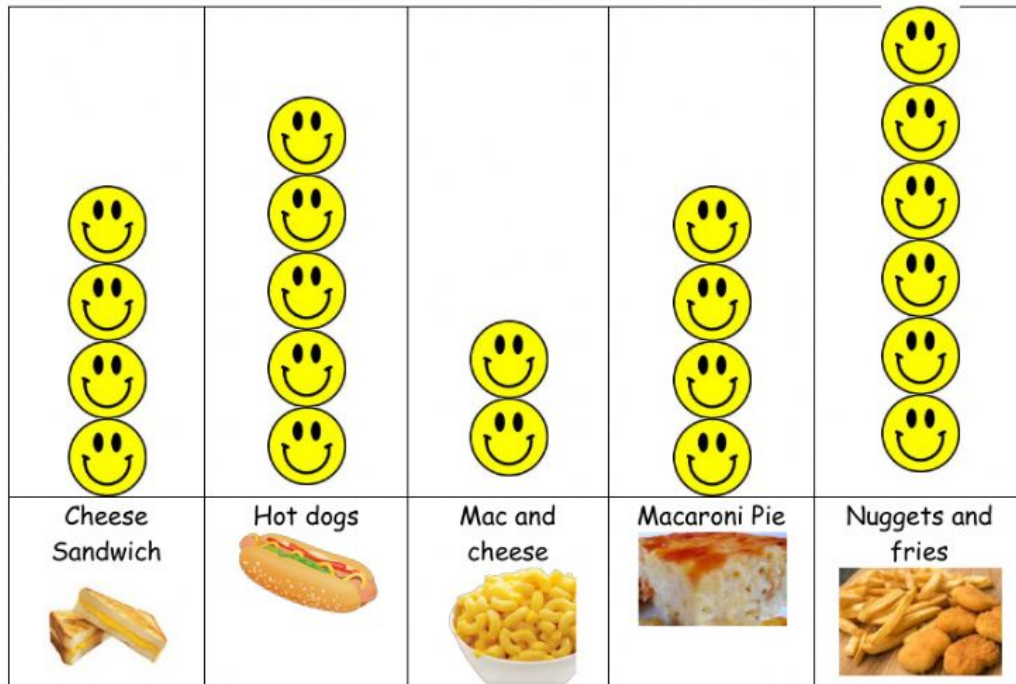 Cheese
Sandwich
Hot dogs
Mac and
cheese
Macaroni Pie
Nuggets and
fries